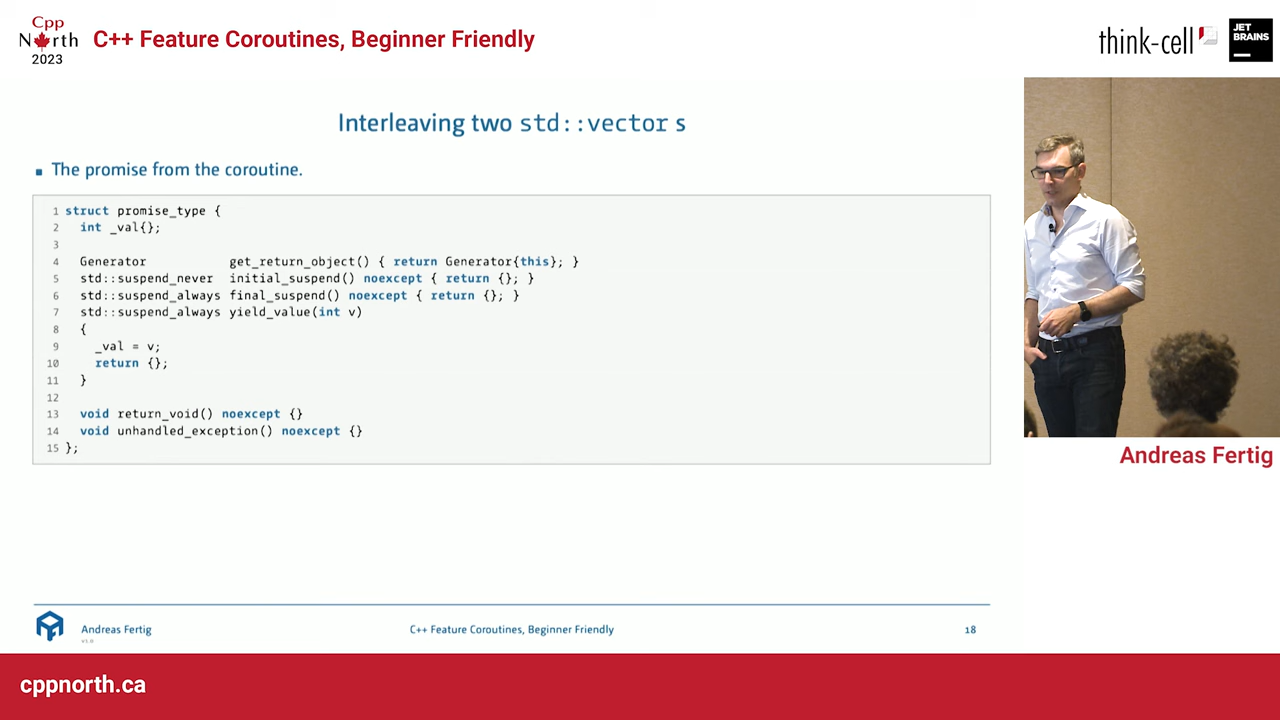 Cpp
North
2023
C++ Feature Coroutines, Beginner Friendly
think-cell
JET
BRAINS
Interleaving two std::vector s
The promise from the coroutine.
1 struct promise_type {
2   int _val{};
3
4   Generator           get_return_object() { return Generator{this}; }
5   std::suspend_never  initial_suspend() noexcept { return {}; }
6   std::suspend_always final_suspend() noexcept { return {}; }
7   std::suspend_always yield_value(int v)
8   {
9     _val = v;
10     return {};
11   }
12
13   void return_void() noexcept {}
14   void unhandled_exception() noexcept {}
15 };
Andreas Fertig
Andreas Fertig
v1.0
C++ Feature Coroutines, Beginner Friendly
18
cppnorth.ca